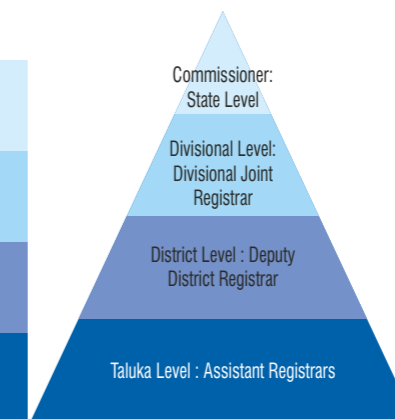 Commissioner:
State Level
Divisional Level:
Divisional Joint
Registrar
District Level : Deputy
District Registrar
Taluka Level : Assistant Registrars